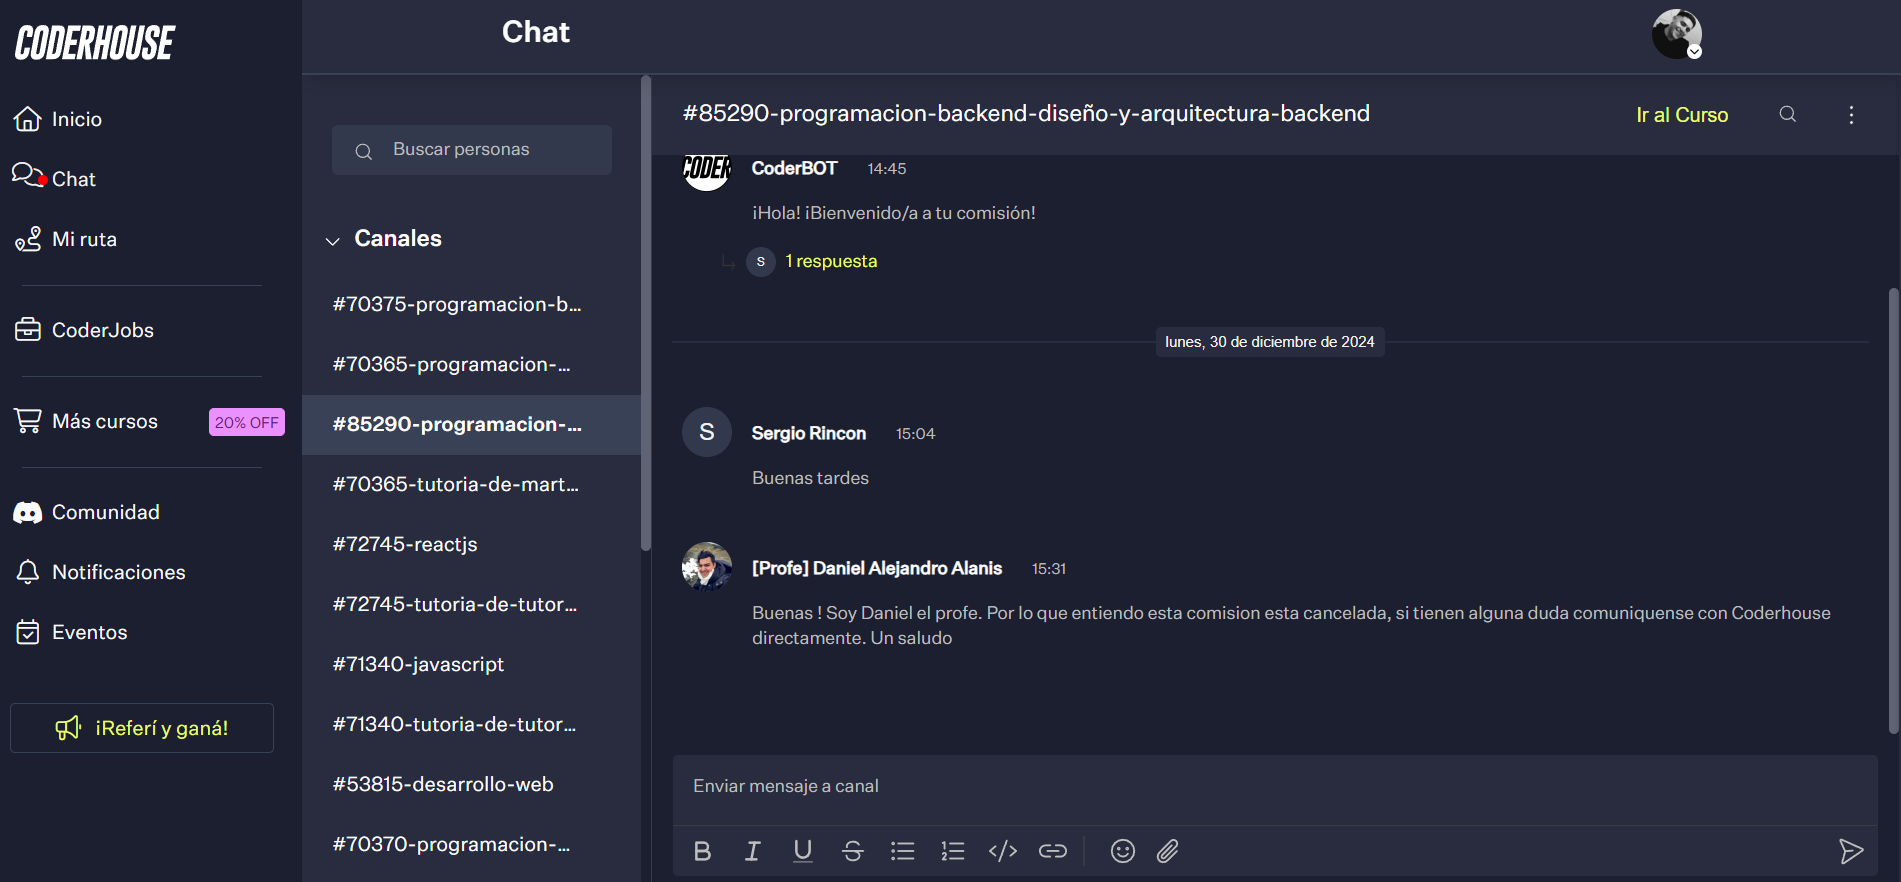 CODERHOUSE
Inicio
Chat
Mi ruta
CoderJobs
Más cursos 20% OFF
Comunidad
Notificaciones
Eventos
¡Referí y ganá!
Chat
Buscar personas
Canales
#70375-programacion-b...
#70365-programacion-...
#85290-programacion-...
#70365-tutoria-de-mart...
#72745-reactjs
#72745-tutoria-de-tutor...
#71340-javascript
#71340-tutoria-de-tutor...
#53815-desarrollo-web
#70370-programacion-...
#85290-programacion-backend-diseño-y-arquitectura-backend
Ir al Curso
CODER
CoderBOT 14:45
¡Hola! ¡Bienvenido/a a tu comisión!
S 1 respuesta
lunes, 30 de diciembre de 2024
S
Sergio Rincon 15:04
Buenas tardes
[Profe] Daniel Alejandro Alanis 15:31
Buenas ! Soy Daniel el profe. Por lo que entiendo esta comision esta cancelada, si tienen alguna duda comuniquense con Coderhouse
directamente. Un saludo
Enviar mensaje a canal